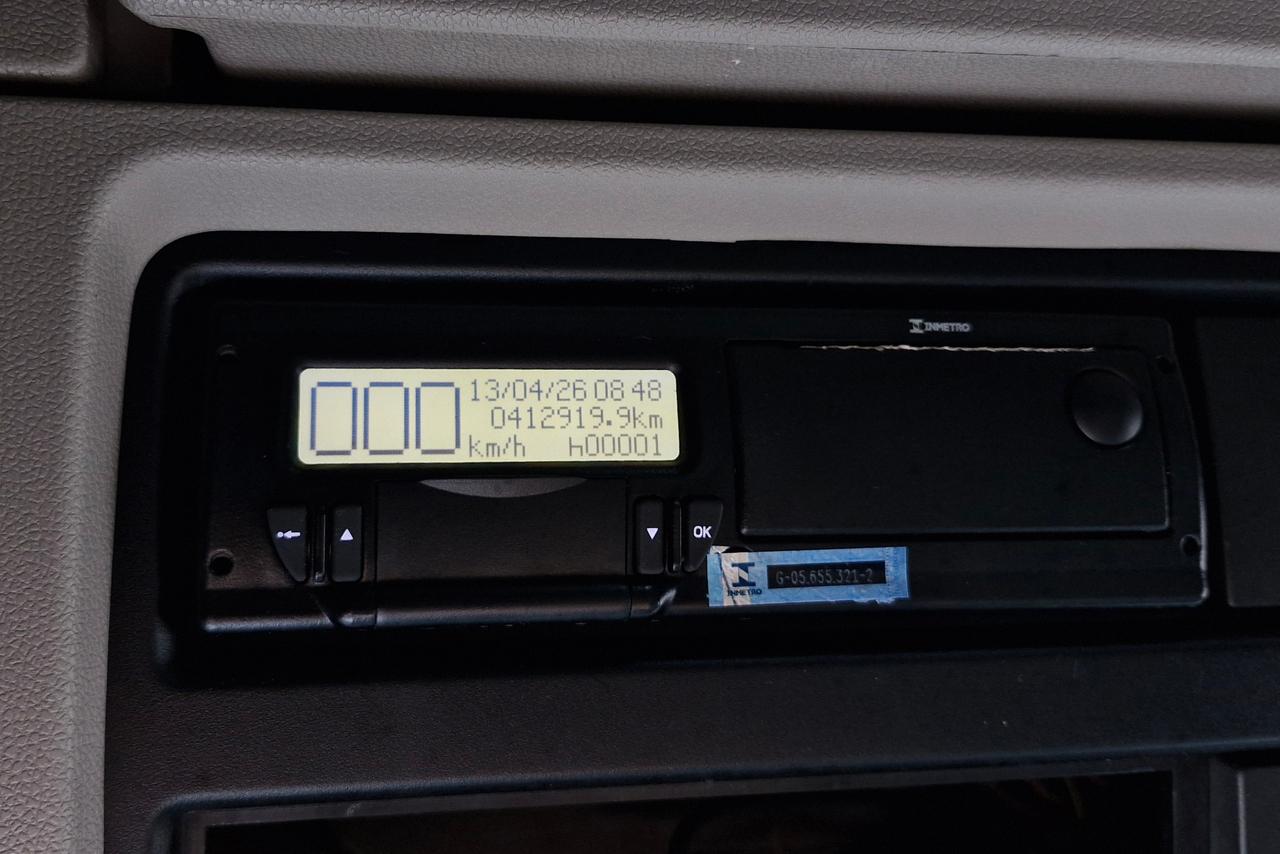 INMETRO
000
13/04/26 08 48
0412919.9km
km/h h00001
OK
INMETRO
G-05.655.321-2